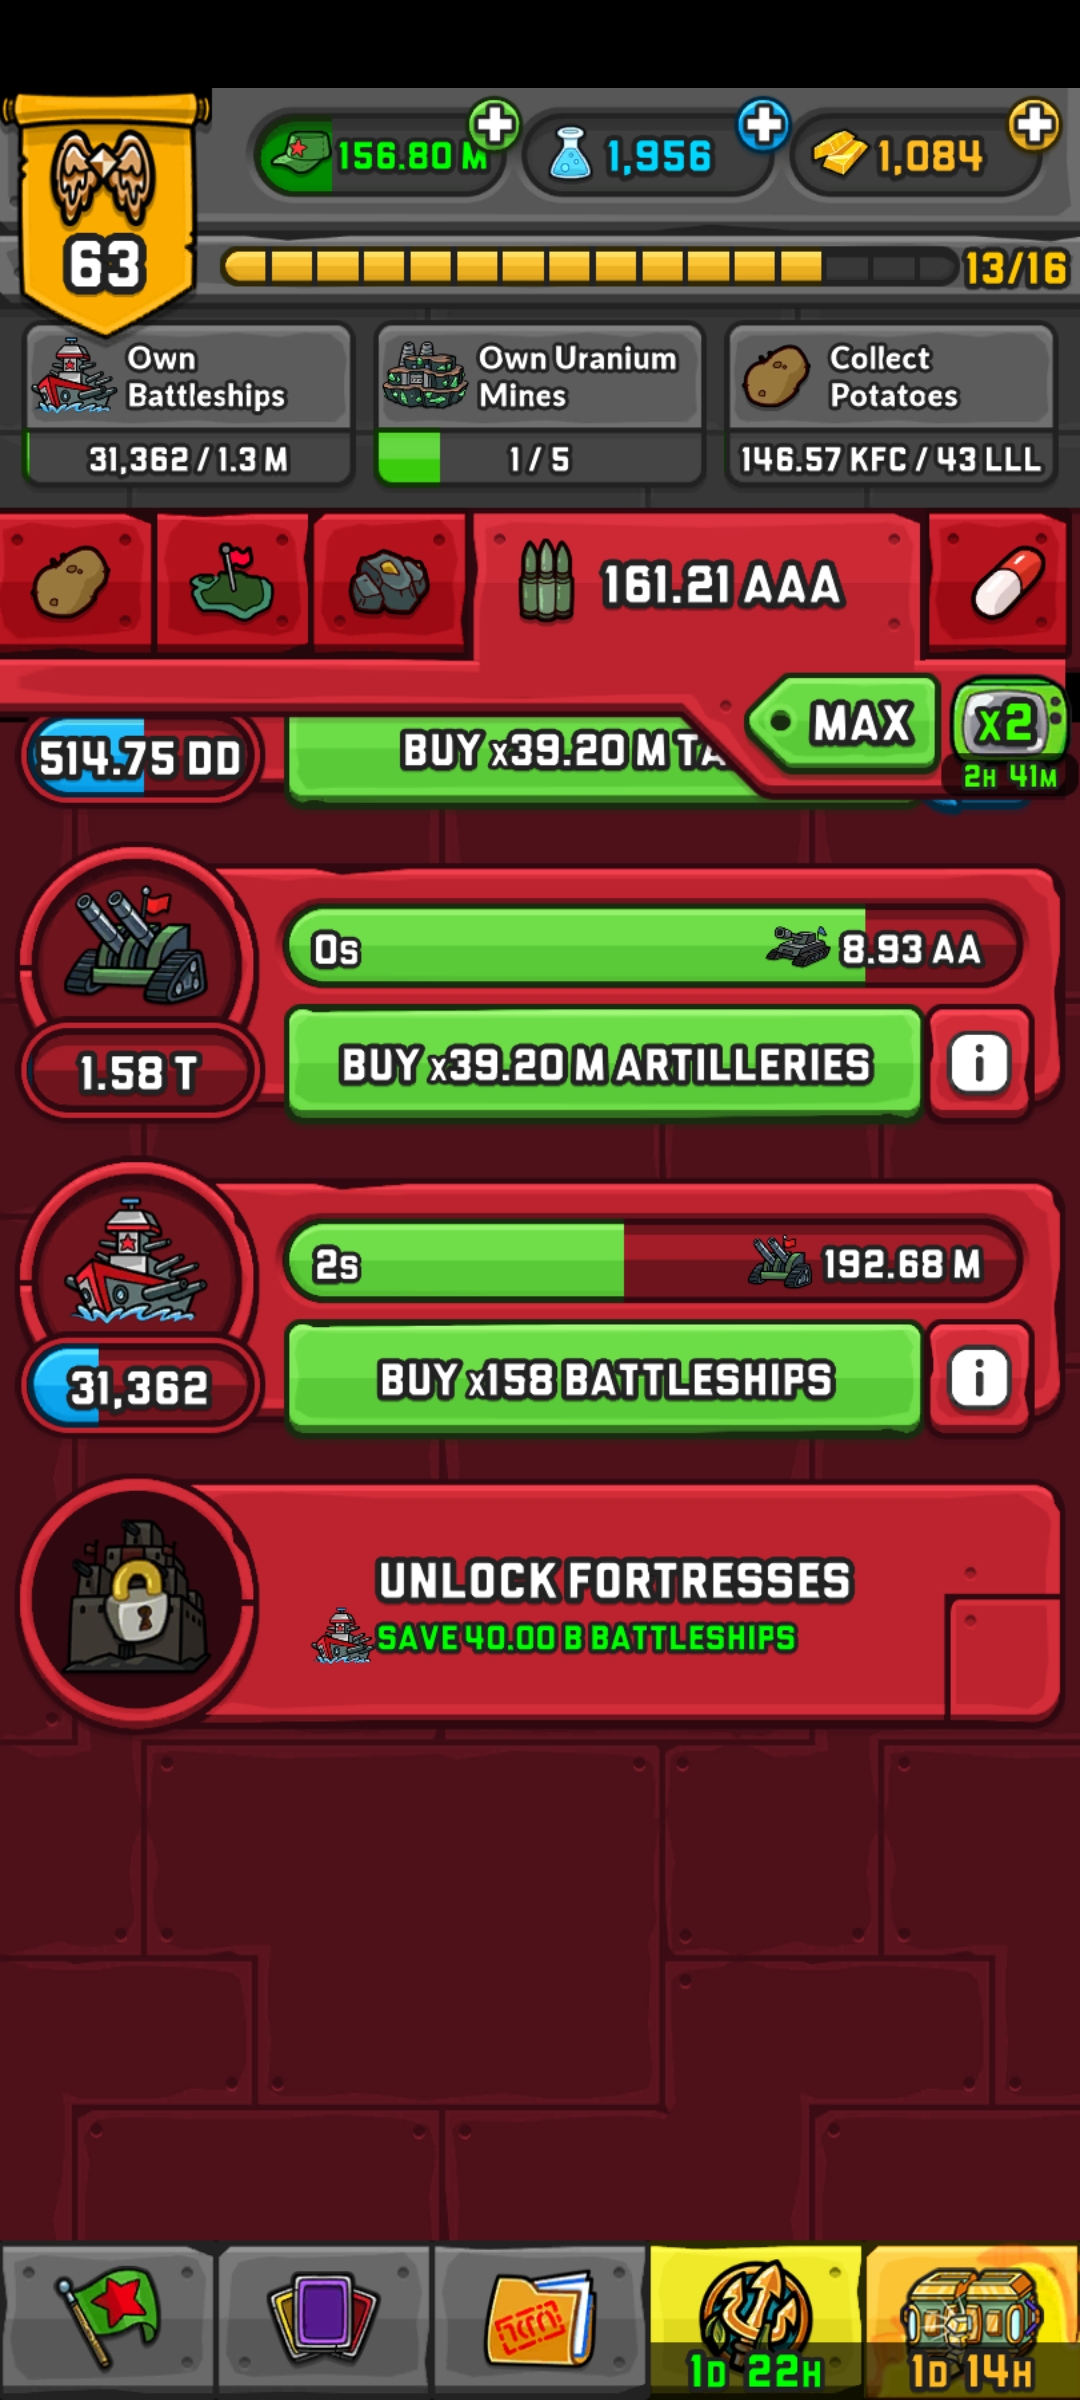 156.80 M
1,956
1,084
63
13/16
Own
Battleships
31,362 / 1.3 M
Own Uranium
Mines
1 / 5
Collect
Potatoes
146.57 KFC / 43 LLL
161.21 AAA
MAX
x2
2H 41M
514.75 DD
BUY x39.20 M TA
0s
8.93 AA
1.58 T
BUY x39.20 M ARTILLERIES
i
2s
192.68 M
31,362
BUY x158 BATTLESHIPS
i
UNLOCK FORTRESSES
SAVE 40.00 B BATTLESHIPS
1D 22H
1D 14H